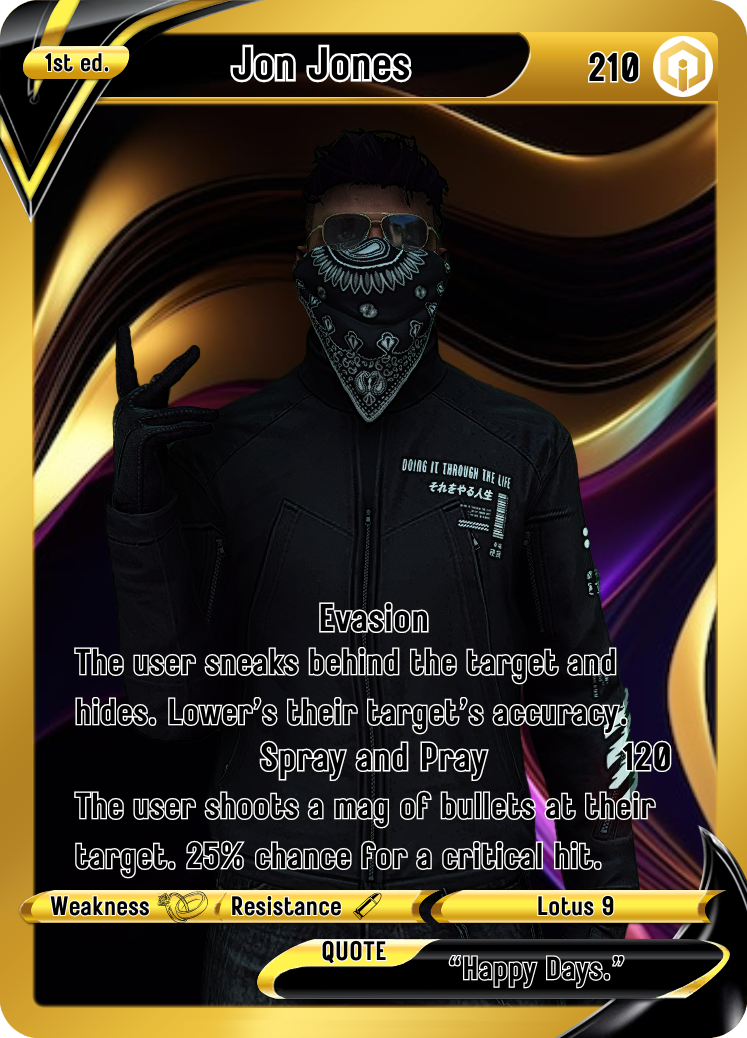 1st ed.
Jon Jones
210
DOING IT THROUGH THE LIFE
それをやる人生
Evasion
The user sneaks behind the target and
hides. Lower's their target's accuracy.
Spray and Pray 120
The user shoots a mag of bullets at their
target. 25% chance for a critical hit.
Weakness Resistance Lotus 9
QUOTE
“Happy Days.”